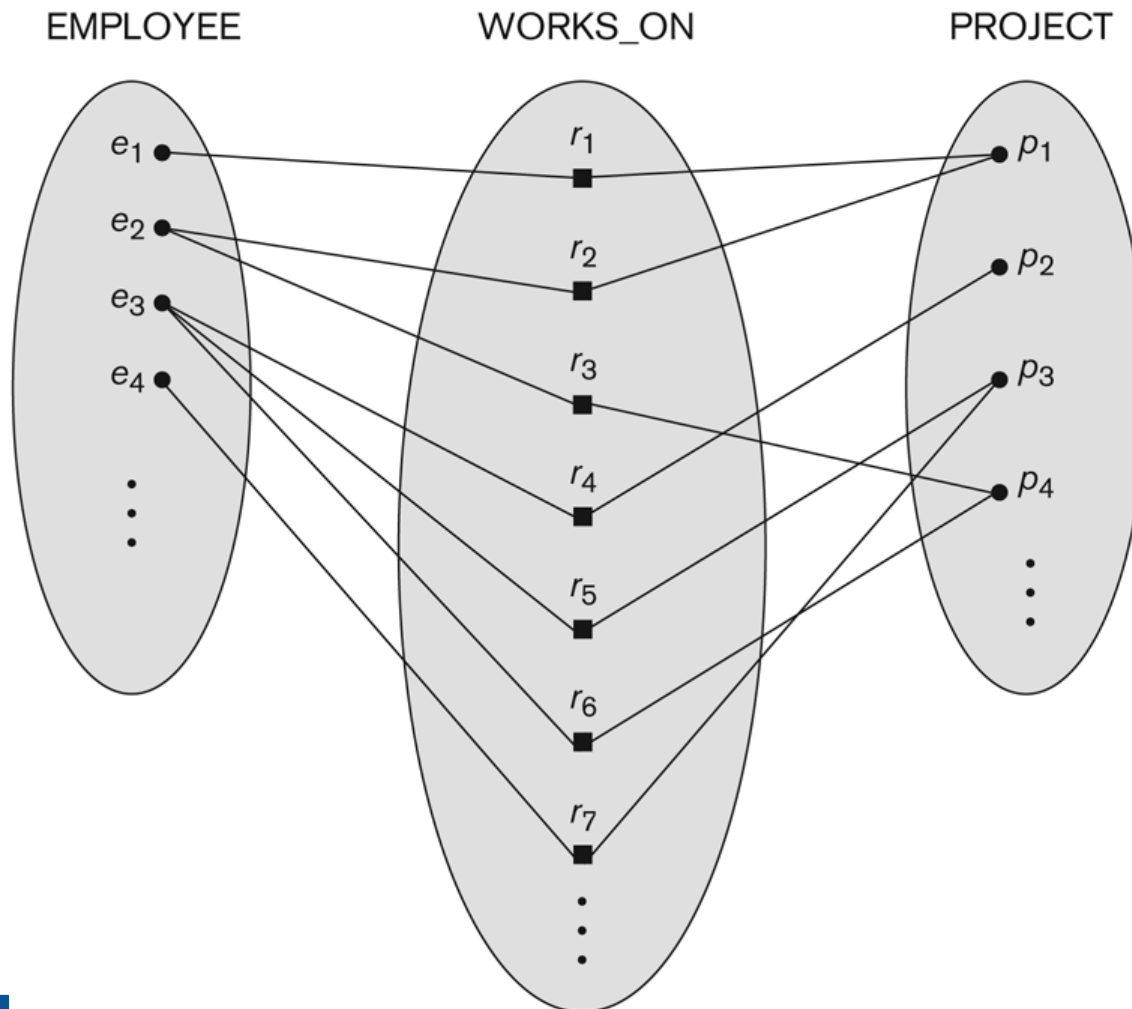 EMPLOYEE WORKS_ON PROJECT
e1 r1 p1
e2 r2 p2
e3 r3 p3
e4 r4 p4
r5
r6
r7